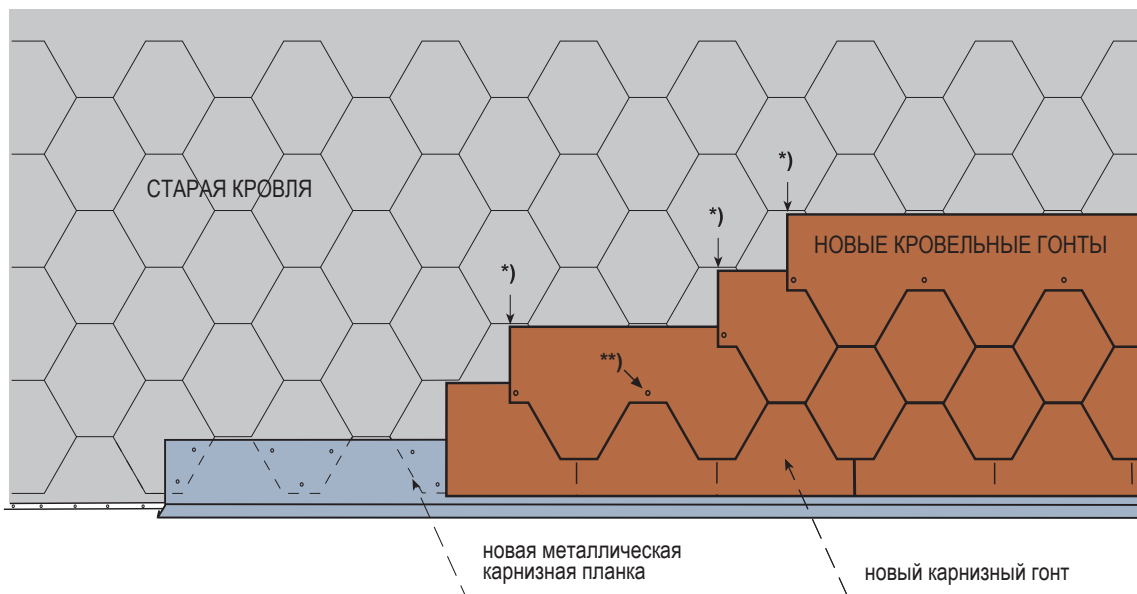 *)
СТАРАЯ КРОВЛЯ
*)
НОВЫЕ КРОВЕЛЬНЫЕ ГОНТЫ
*)
**)
новая металлическая
карнизная планка
новый карнизный гонт